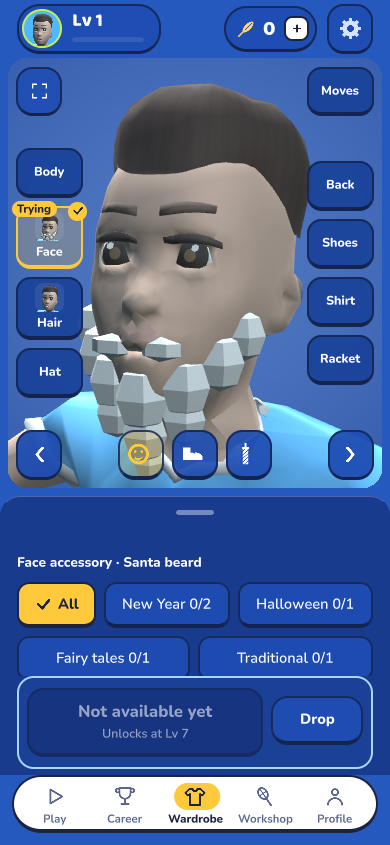 Lv 1
0
+
Moves
Body
Back
Trying
Face
Shoes
Hair
Shirt
Hat
Racket
Face accessory · Santa beard
All
New Year 0/2
Halloween 0/1
Fairy tales 0/1
Traditional 0/1
Not available yet
Unlocks at Lv 7
Drop
Play
Career
Wardrobe
Workshop
Profile